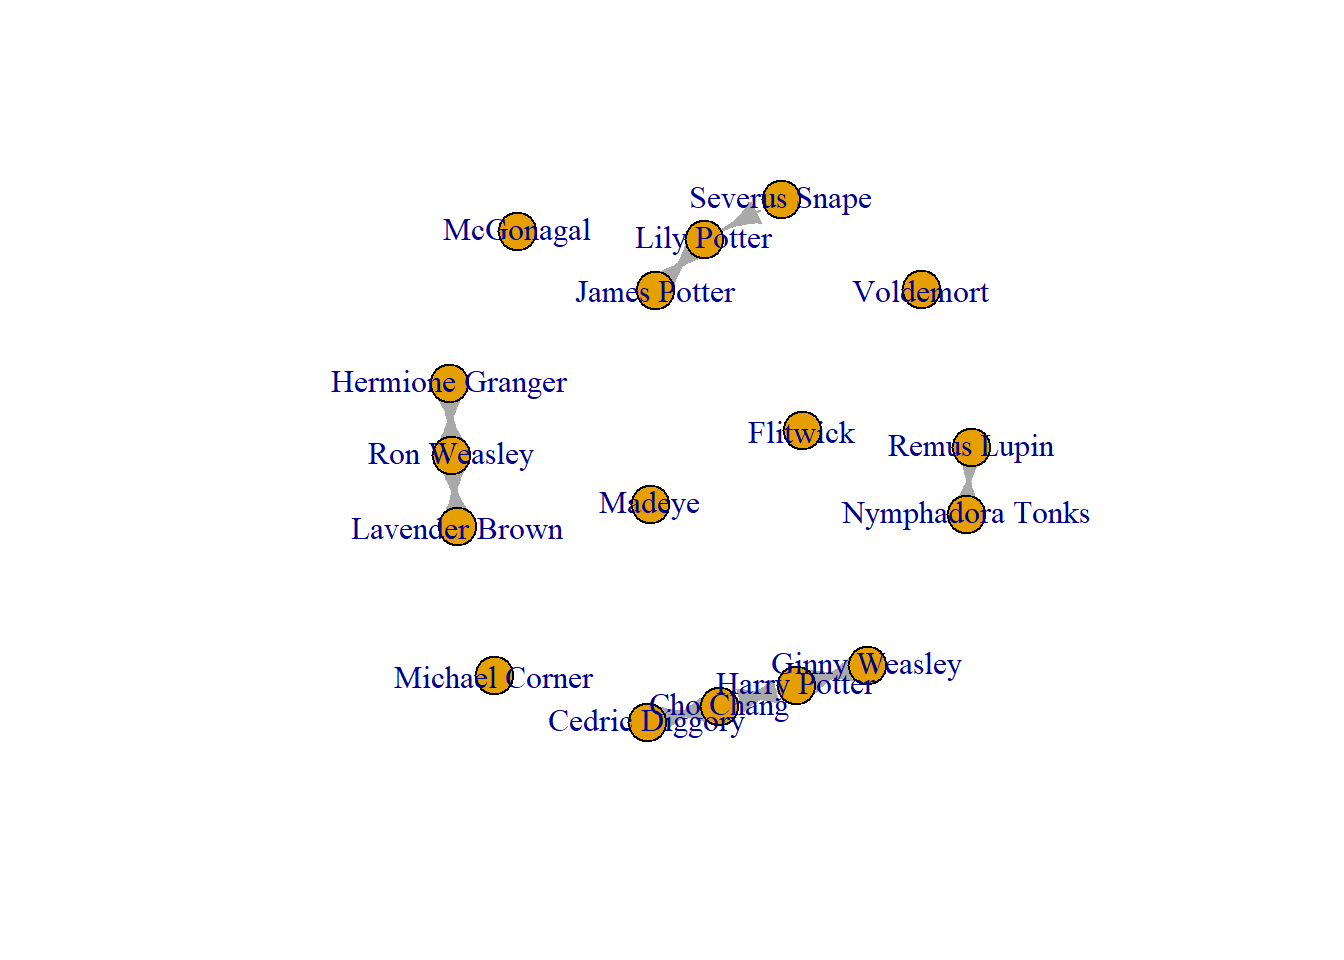 Severus Snape
McGonagal
Lily Potter
James Potter
Voldemort
Hermione Granger
Flitwick
Remus Lupin
Ron Weasley
Madeye
Nymphadora Tonks
Lavender Brown
Ginny Weasley
Michael Corner
Harry Potter
Cho Chang
Cedric Diggory